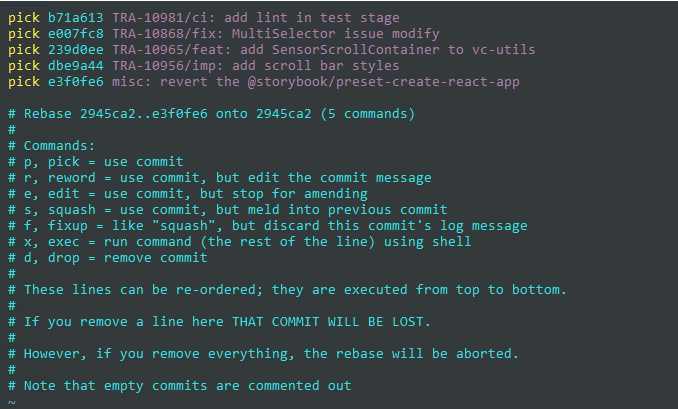 pick b71a613 TRA-10981/ci: add lint in test stage
pick e007fc8 TRA-10868/fix: MultiSelector issue modify
pick 239d0ee TRA-10965/feat: add SensorScrollContainer to vc-utils
pick dbe9a44 TRA-10956/imp: add scroll bar styles
pick e3f0fe6 misc: revert the @storybook/preset-create-react-app

# Rebase 2945ca2..e3f0fe6 onto 2945ca2 (5 commands)
#
# Commands:
# p, pick = use commit
# r, reword = use commit, but edit the commit message
# e, edit = use commit, but stop for amending
# s, squash = use commit, but meld into previous commit
# f, fixup = like "squash", but discard this commit's log message
# x, exec = run command (the rest of the line) using shell
# d, drop = remove commit
#
# These lines can be re-ordered; they are executed from top to bottom.
#
# If you remove a line here THAT COMMIT WILL BE LOST.
#
# However, if you remove everything, the rebase will be aborted.
#
# Note that empty commits are commented out
~